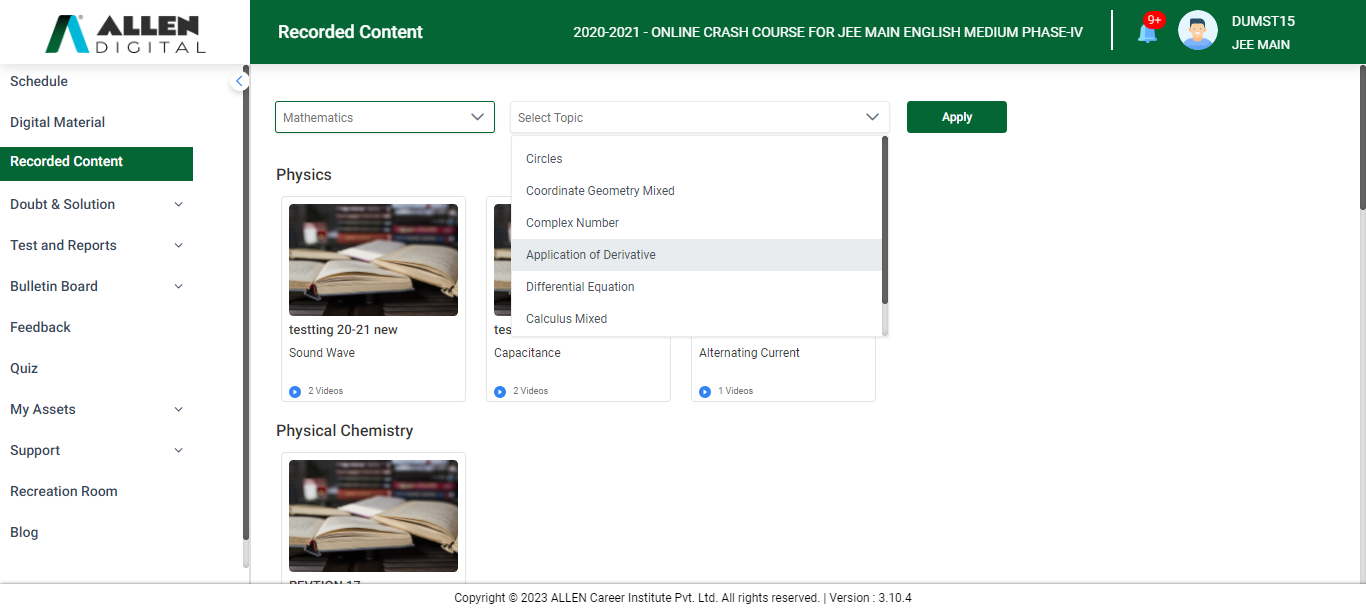 ALLEN
DIGITAL
Recorded Content
2020-2021 - ONLINE CRASH COURSE FOR JEE MAIN ENGLISH MEDIUM PHASE-IV
9+
DUMST15
JEE MAIN
Schedule
Digital Material
Recorded Content
Doubt & Solution
Test and Reports
Bulletin Board
Feedback
Quiz
My Assets
Support
Recreation Room
Blog
Mathematics
Select Topic
Apply
Circles
Coordinate Geometry Mixed
Complex Number
Application of Derivative
Differential Equation
Calculus Mixed
Physics
testting 20-21 new
Sound Wave
2 Videos
tes
Capacitance
2 Videos
Alternating Current
1 Videos
Physical Chemistry
Copyright © 2023 ALLEN Career Institute Pvt. Ltd. All rights reserved. | Version : 3.10.4